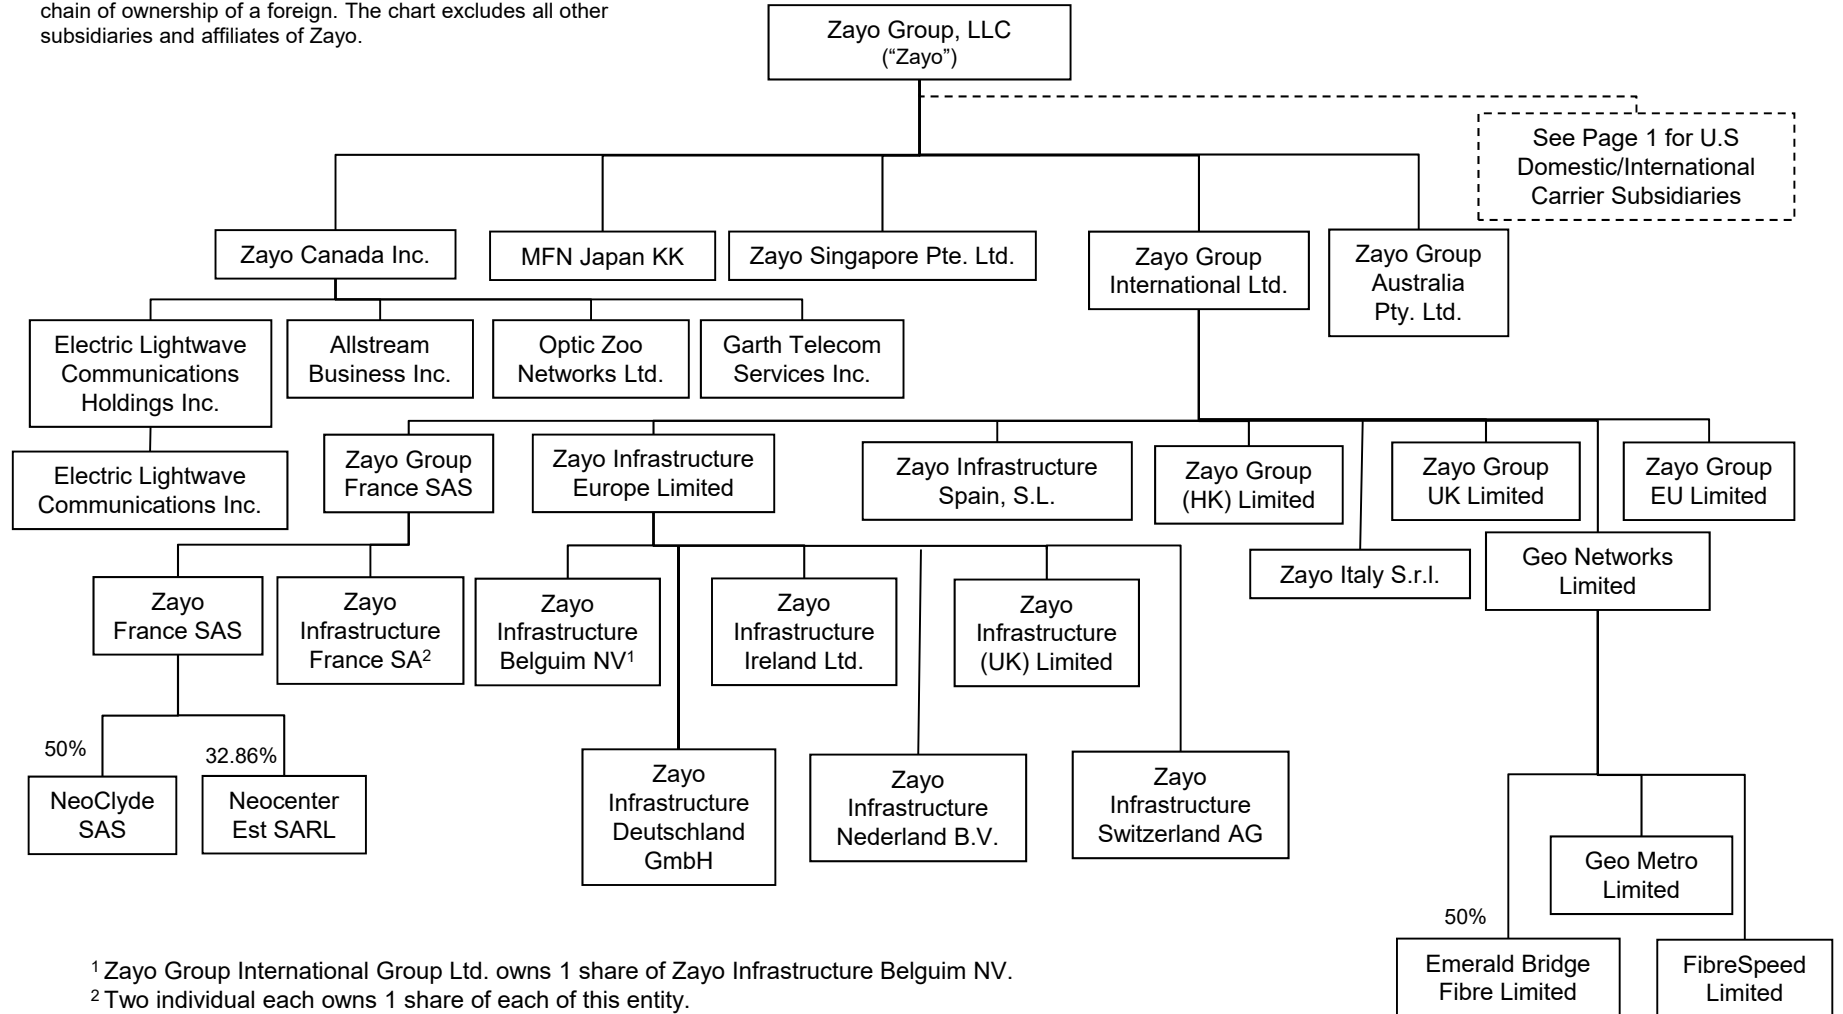 chain of ownership of a foreign. The chart excludes all other
subsidiaries and affiliates of Zayo.
Zayo Group, LLC
(“Zayo”)
See Page 1 for U.S
Domestic/International
Carrier Subsidiaries
Zayo Canada Inc.
MFN Japan KK
Zayo Singapore Pte. Ltd.
Zayo Group
International Ltd.
Zayo Group
Australia
Pty. Ltd.
Electric Lightwave
Communications
Holdings Inc.
Allstream
Business Inc.
Optic Zoo
Networks Ltd.
Garth Telecom
Services Inc.
Electric Lightwave
Communications Inc.
Zayo Group
France SAS
Zayo Infrastructure
Europe Limited
Zayo Infrastructure
Spain, S.L.
Zayo Group
(HK) Limited
Zayo Group
UK Limited
Zayo Group
EU Limited
Zayo Italy S.r.l.
Geo Networks
Limited
Zayo
France SAS
Zayo
Infrastructure
France SA²
Zayo
Infrastructure
Belguim NV¹
Zayo
Infrastructure
Ireland Ltd.
Zayo
Infrastructure
(UK) Limited
50%
32.86%
NeoClyde
SAS
Neocenter
Est SARL
Zayo
Infrastructure
Deutschland
GmbH
Zayo
Infrastructure
Nederland B.V.
Zayo
Infrastructure
Switzerland AG
Geo Metro
Limited
50%
Emerald Bridge
Fibre Limited
FibreSpeed
Limited
¹ Zayo Group International Group Ltd. owns 1 share of Zayo Infrastructure Belguim NV.
² Two individual each owns 1 share of each of this entity.